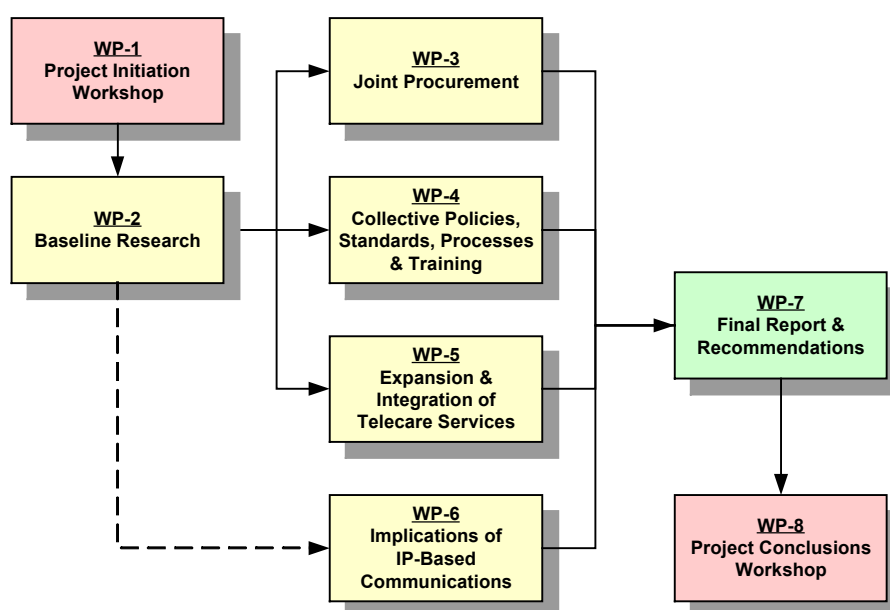 WP-1
Project Initiation
Workshop
WP-2
Baseline Research
WP-3
Joint Procurement
WP-4
Collective Policies,
Standards, Processes
& Training
WP-5
Expansion &
Integration of
Telecare Services
WP-6
Implications of
IP-Based
Communications
WP-7
Final Report &
Recommendations
WP-8
Project Conclusions
Workshop